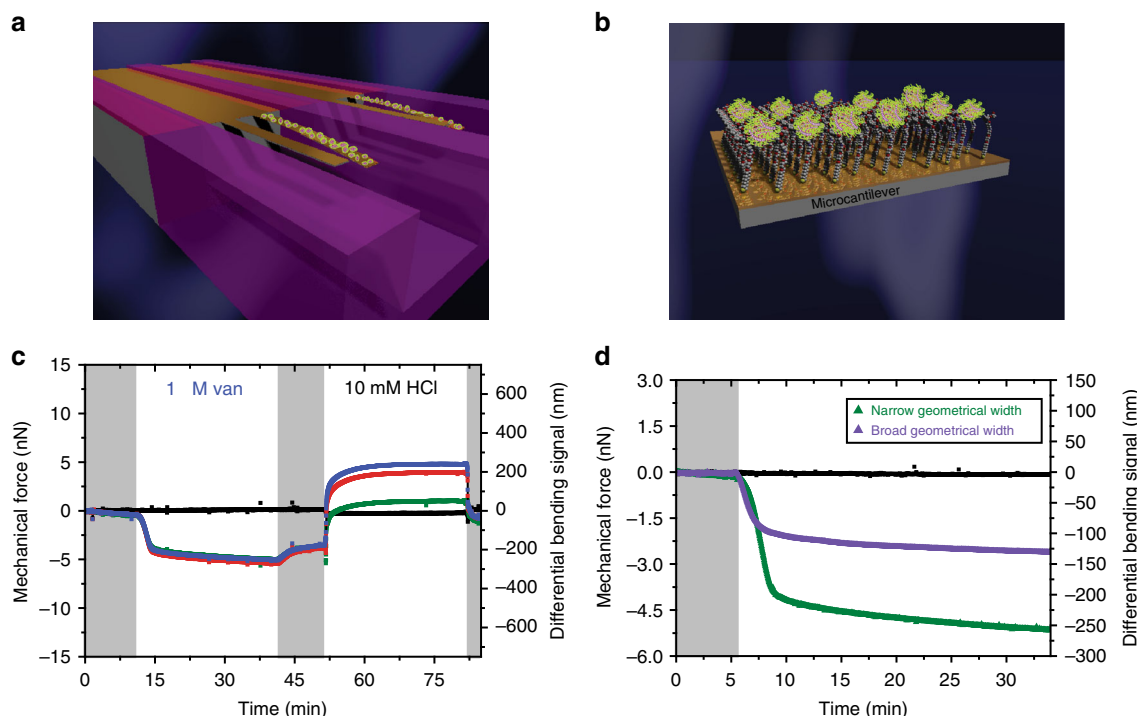 a
b
Microcantilever
c
1 M van
10 mM HCl
15
10
5
0
−5
−10
−15
Mechanical force (nN)
600
400
200
0
−200
−400
−600
Differential bending signal (nm)
0
15
30
45
60
75
Time (min)
d
Narrow geometrical width
Broad geometrical width
3.0
1.5
0.0
−1.5
−3.0
−4.5
−6.0
Mechanical force (nN)
150
100
50
0
−50
−100
−150
−200
−250
−300
Differential bending signal (nm)
0
5
10
15
20
25
30
Time (min)